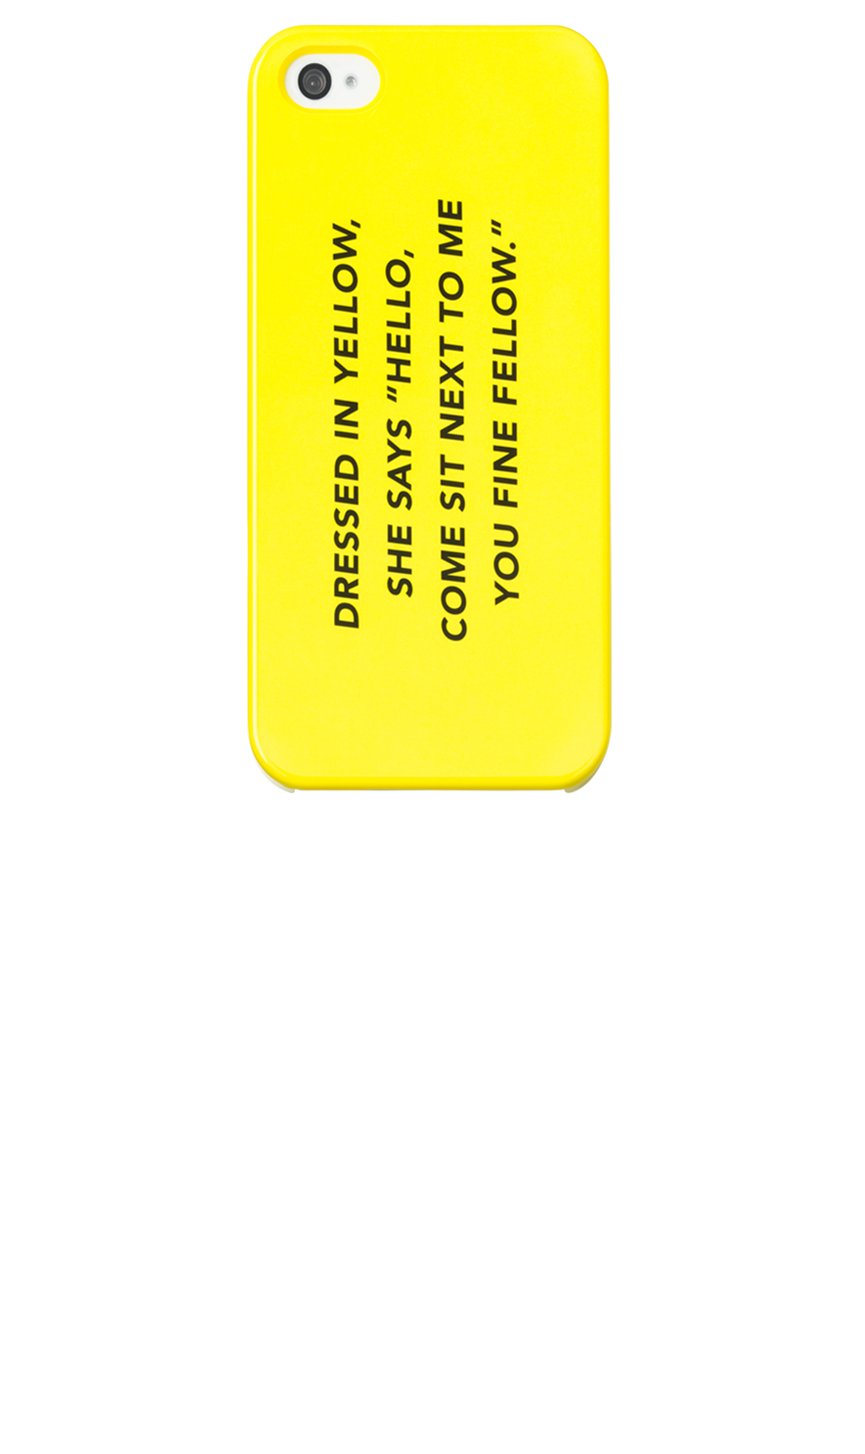 DRESSED IN YELLOW,
SHE SAYS “HELLO,
COME SIT NEXT TO ME
YOU FINE FELLOW.”